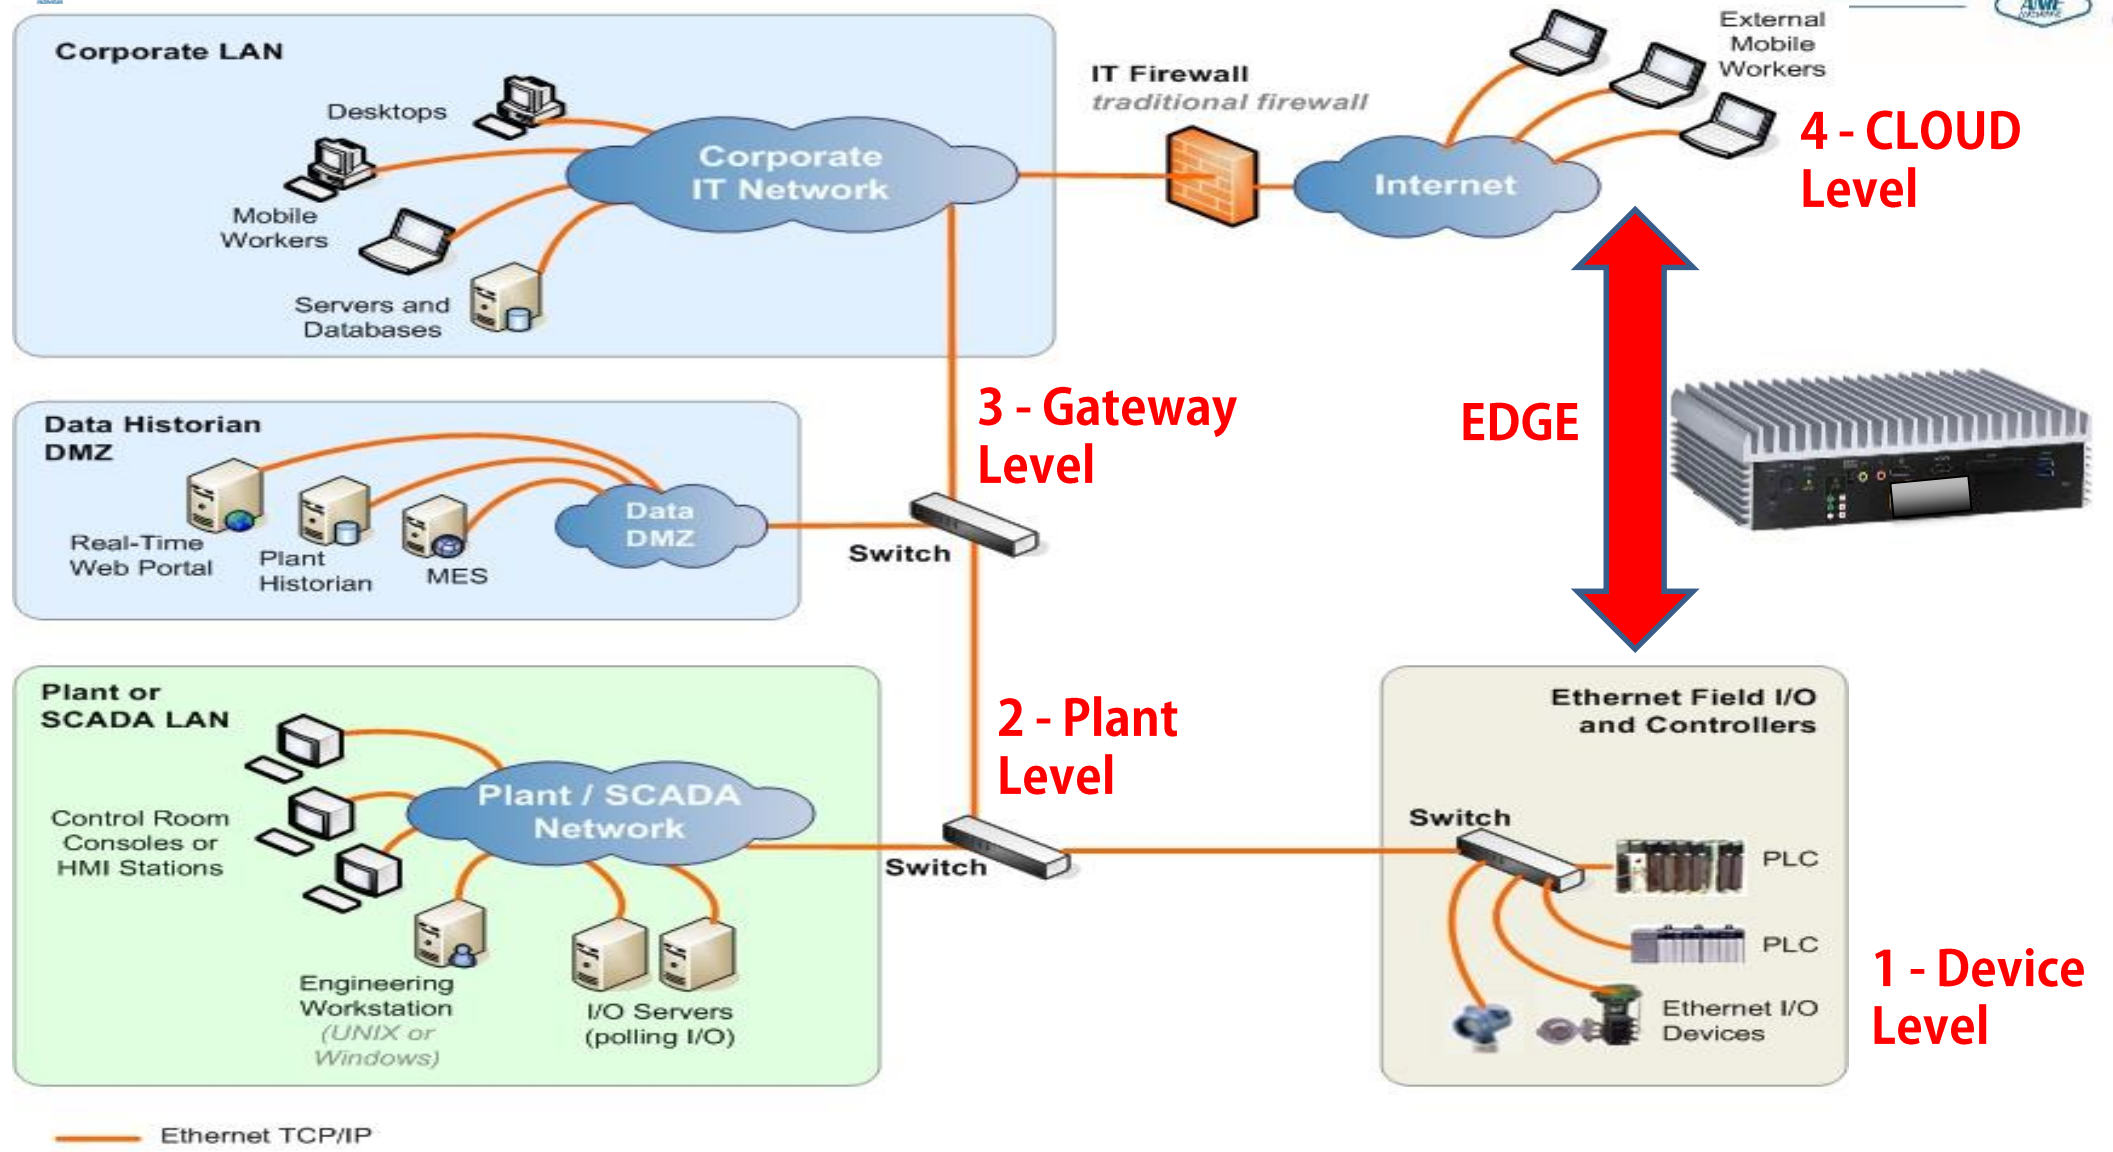 Corporate LAN
Desktops
Mobile
Workers
Servers and
Databases
Corporate
IT Network
IT Firewall
traditional firewall
Internet
External
Mobile
Workers
4 - CLOUD
Level
Data Historian
DMZ
Real-Time
Web Portal
Plant
Historian
MES
Data
DMZ
Switch
3 - Gateway
Level
EDGE
Plant or
SCADA LAN
Control Room
Consoles or
HMI Stations
Plant / SCADA
Network
Engineering
Workstation
(UNIX or
Windows)
I/O Servers
(polling I/O)
Switch
2 - Plant
Level
Ethernet Field I/O
and Controllers
Switch
PLC
PLC
Ethernet I/O
Devices
1 - Device
Level
Ethernet TCP/IP